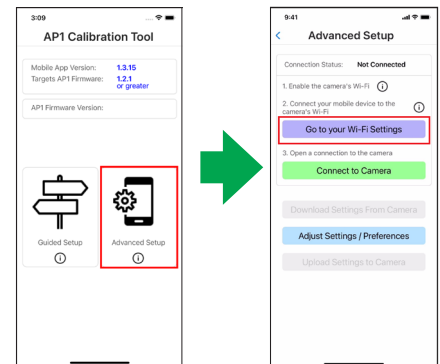 3:09
AP1 Calibration Tool
Mobile App Version: 1.3.15
Targets AP1 Firmware: 1.2.1
or greater
AP1 Firmware Version:
Guided Setup
Advanced Setup
9:41
Advanced Setup
Connection Status: Not Connected
1. Enable the camera's Wi-Fi
2. Connect your mobile device to the
camera's Wi-Fi
Go to your Wi-Fi Settings
3. Open a connection to the camera
Connect to Camera
Download Settings From Camera
Adjust Settings / Preferences
Upload Settings to Camera